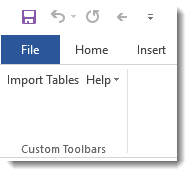 File Home Insert
Import Tables Help
Custom Toolbars